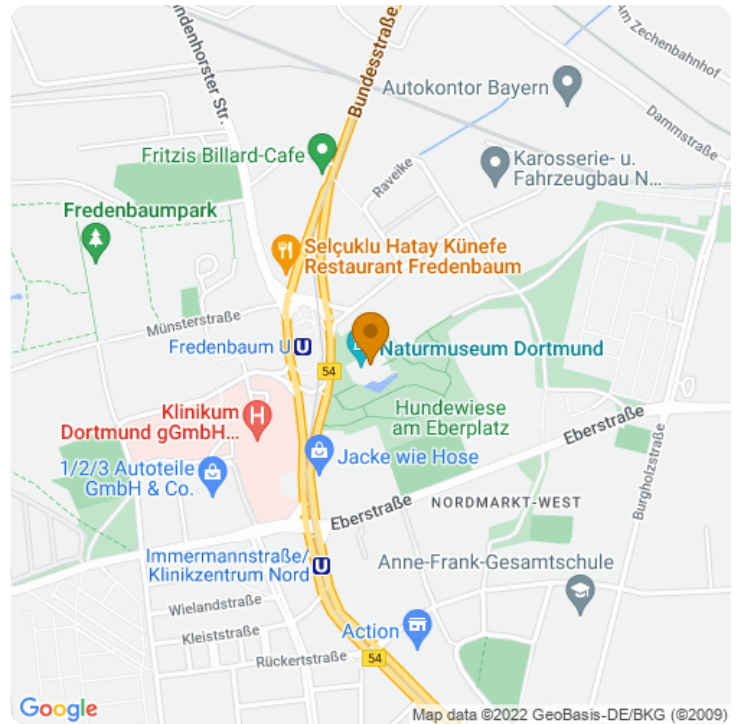 ndenhorster Str.
Bundesstraße
Am Zechenbahnhof
Autokontor Bayern
Dammstraße
Fritzis Billard-Cafe
Raveike
Karosserie- u.
Fahrzeugbau N...
Fredenbaumpark
Selçuklu Hatay Künefe
Restaurant Fredenbaum
Münsterstraße
Fredenbaum U
U
Naturmuseum Dortmund
54
Klinikum
Dortmund gGmbH...
H
Hundewiese
am Eberplatz
Eberstraße
Burgholzstraße
Jacke wie Hose
1/2/3 Autoteile
GmbH & Co.
Eberstraße
NORDMARKT-WEST
Immermannstraße/
Klinikzentrum Nord
U
Anne-Frank-Gesamtschule
Wielandstraße
Kleiststraße
Action
Rückertstraße
54
Google
Map data ©2022 GeoBasis-DE/BKG (©2009)